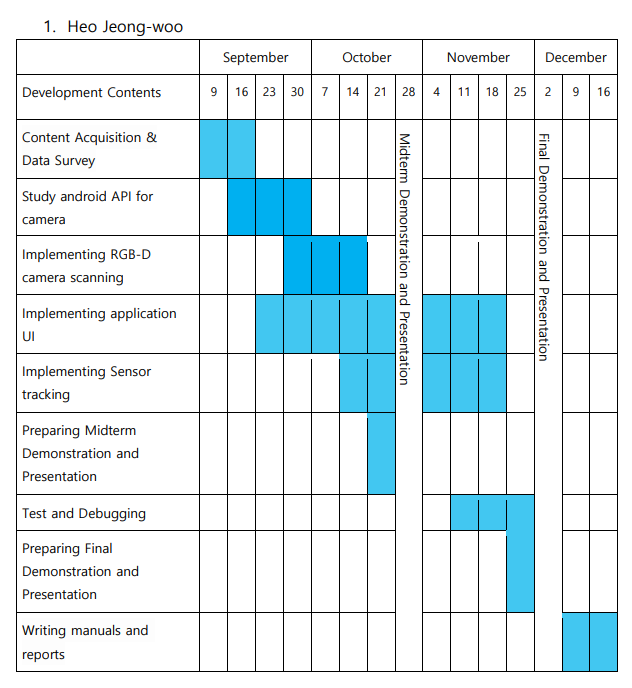 1. Heo Jeong-woo
September October November December
Development Contents 9 16 23 30 7 14 21 28 4 11 18 25 2 9 16
Content Acquisition &
Data Survey
Study android API for
camera
Implementing RGB-D
camera scanning
Implementing application
UI
Implementing Sensor
tracking
Preparing Midterm
Demonstration and
Presentation
Test and Debugging
Preparing Final
Demonstration and
Presentation
Writing manuals and
reports
Midterm Demonstration and Presentation
Final Demonstration and Presentation